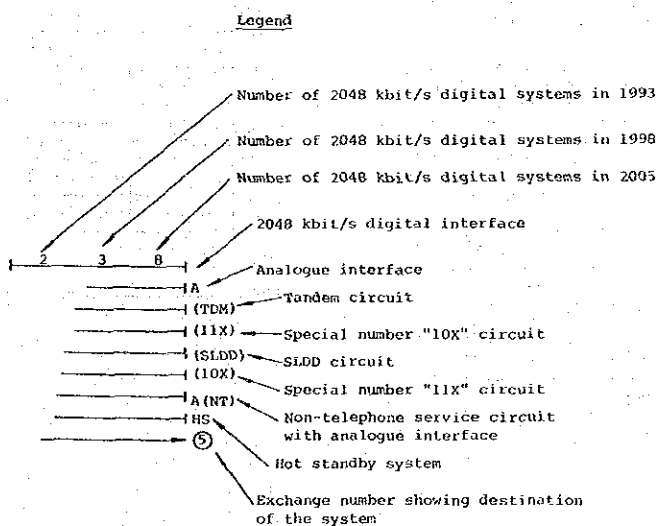 Legend
Number of 2048 kbit/s digital systems in 1993
Number of 2048 kbit/s digital systems in 1998
Number of 2048 kbit/s digital systems in 2005
2048 kbit/s digital interface
2 3 8
Analogue interface
A
Tandem circuit
(TDM)
(11X)
Special number "10X" circuit
(SLDD)
SLDD circuit
(10X)
Special number "11X" circuit
A(NT)
Non-telephone service circuit
with analogue interface
HS
Hot standby system
5
Exchange number showing destination
of the system